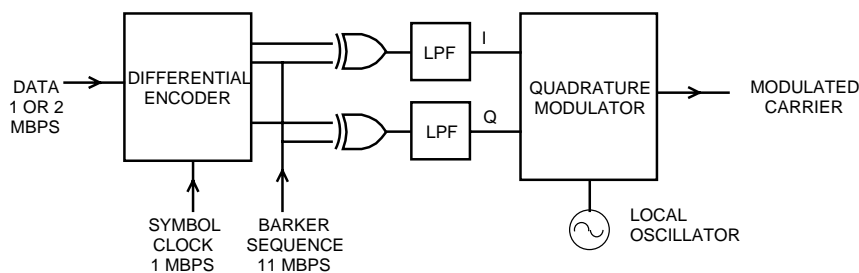 DATA
1 OR 2
MBPS
DIFFERENTIAL
ENCODER
SYMBOL
CLOCK
1 MBPS
BARKER
SEQUENCE
11 MBPS
LPF
I
LPF
Q
QUADRATURE
MODULATOR
MODULATED
CARRIER
LOCAL
OSCILLATOR